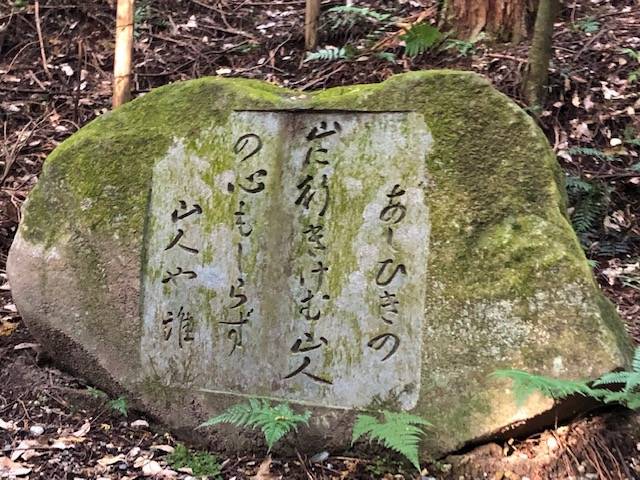 あしひきの
山に行きけむ山人
の心もしらず
山人や誰